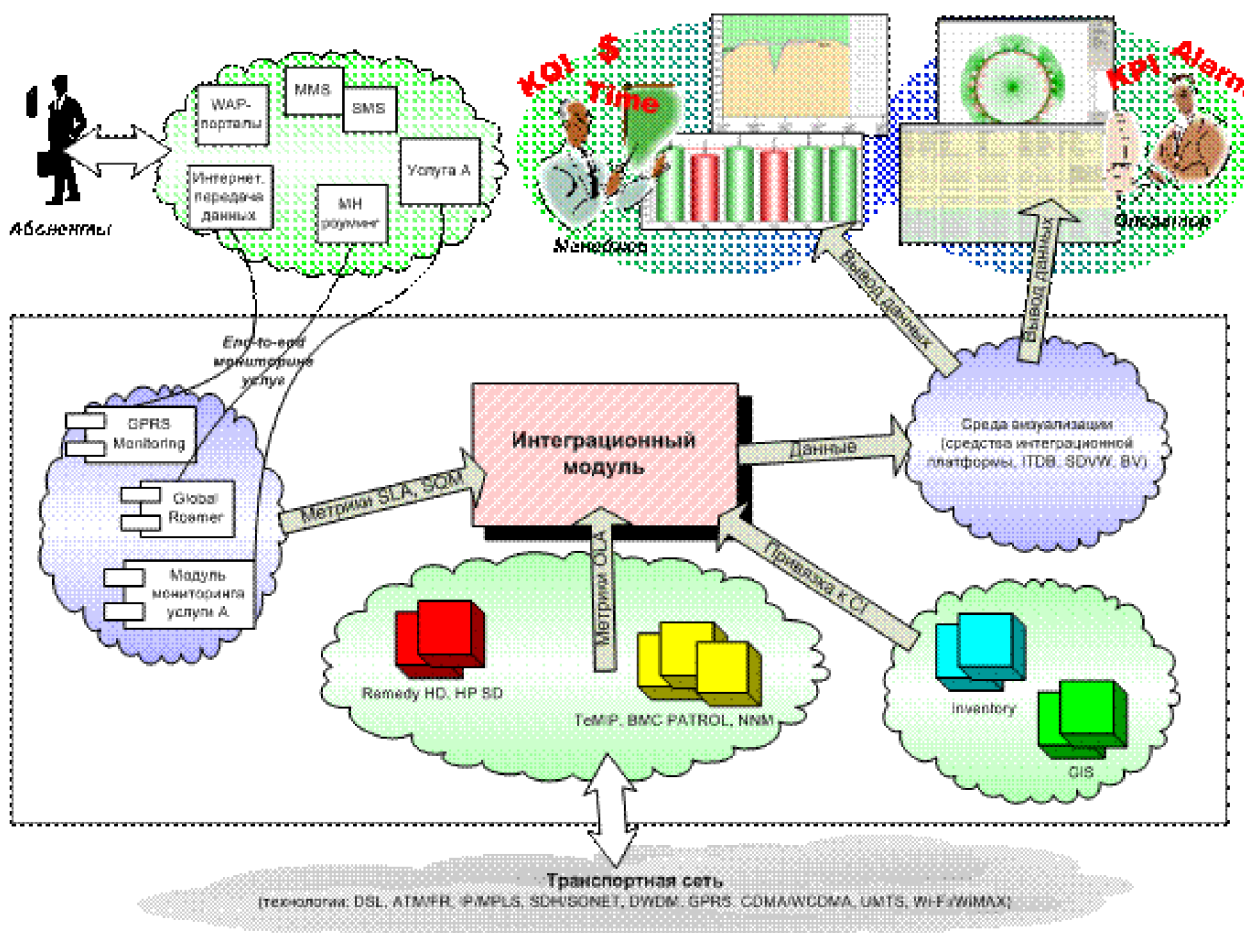 WAP-
порталы
MMS
SMS
Услуга А
Интернет,
передача
данных
МН
роуминг
Абоненты
KQI $
Time
Менеджер
KPI Alarm
Оператор
Вывод данных
Вывод данных
End-to-end
мониторинг
услуг
GPRS
Monitoring
Global
Roamer
Модуль
мониторинга
услуги А
Метрики SLA, SQM
Интеграционный
модуль
Данные
Среда визуализации
(средства интеграционной
платформы, ITDB, SDVW, BV)
Метрики OLA
Привязка к CI
Remedy HD, HP SD
TeMIP, BMC PATROL, NNM
Inventory
GIS
Транспортная сеть
(технологии: DSL, ATM/FR, IP/MPLS, SDH/SONET, DWDM, GPRS, CDMA/WCDMA, UMTS, Wi-Fi/WiMAX)